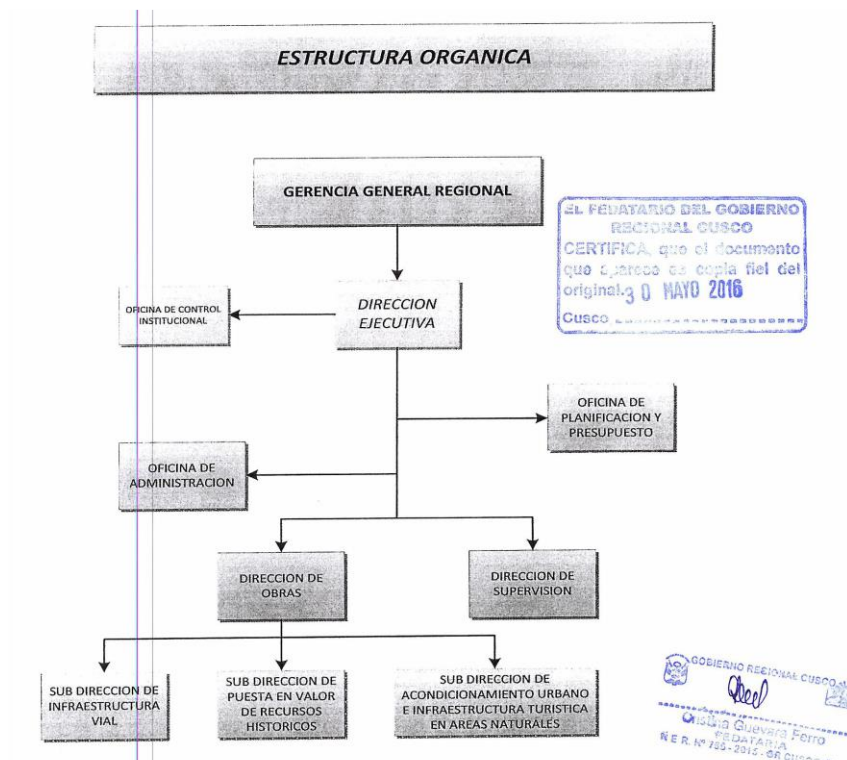 ESTRUCTURA ORGANICA
GERENCIA GENERAL REGIONAL
EL FEDATARIO DEL GOBIERNO
REGIONAL CUSCO
CERTIFICA, que el documento
que aparece es copia fiel del
original.
30 MAYO 2016
Cusco
OFICINA DE CONTROL
INSTITUCIONAL
DIRECCION
EJECUTIVA
OFICINA DE
PLANIFICACION Y
PRESUPUESTO
OFICINA DE
ADMINISTRACION
DIRECCION DE
OBRAS
DIRECCION DE
SUPERVISION
SUB DIRECCION DE
INFRAESTRUCTURA
VIAL
SUB DIRECCION DE
PUESTA EN VALOR
DE RECURSOS
HISTORICOS
SUB DIRECCION DE
ACONDICIONAMIENTO URBANO
E INFRAESTRUCTURA TURISTICA
EN AREAS NATURALES
GOBIERNO REGIONAL CUSCO
Cristina Guevara Ferro
FEDATARIA
R.E.R. Nº - 2015 - GR CUSCO